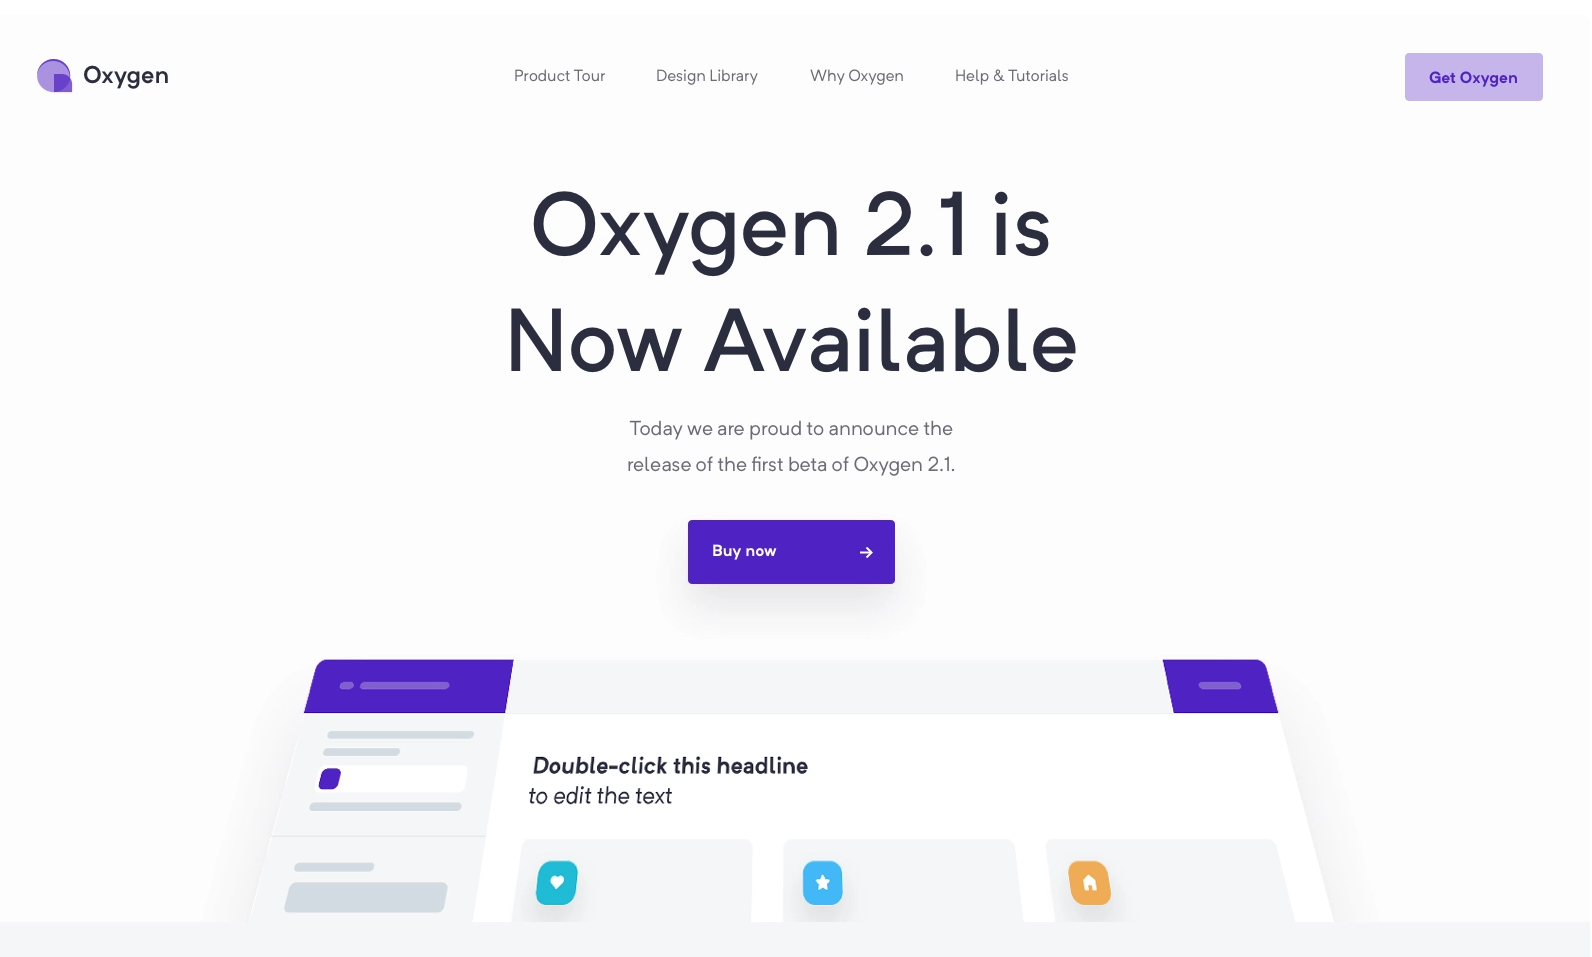 Oxygen
Product Tour
Design Library
Why Oxygen
Help & Tutorials
Get Oxygen
Oxygen 2.1 is
Now Available
Today we are proud to announce the
release of the first beta of Oxygen 2.1.
Buy now
Double-click this headline
to edit the text